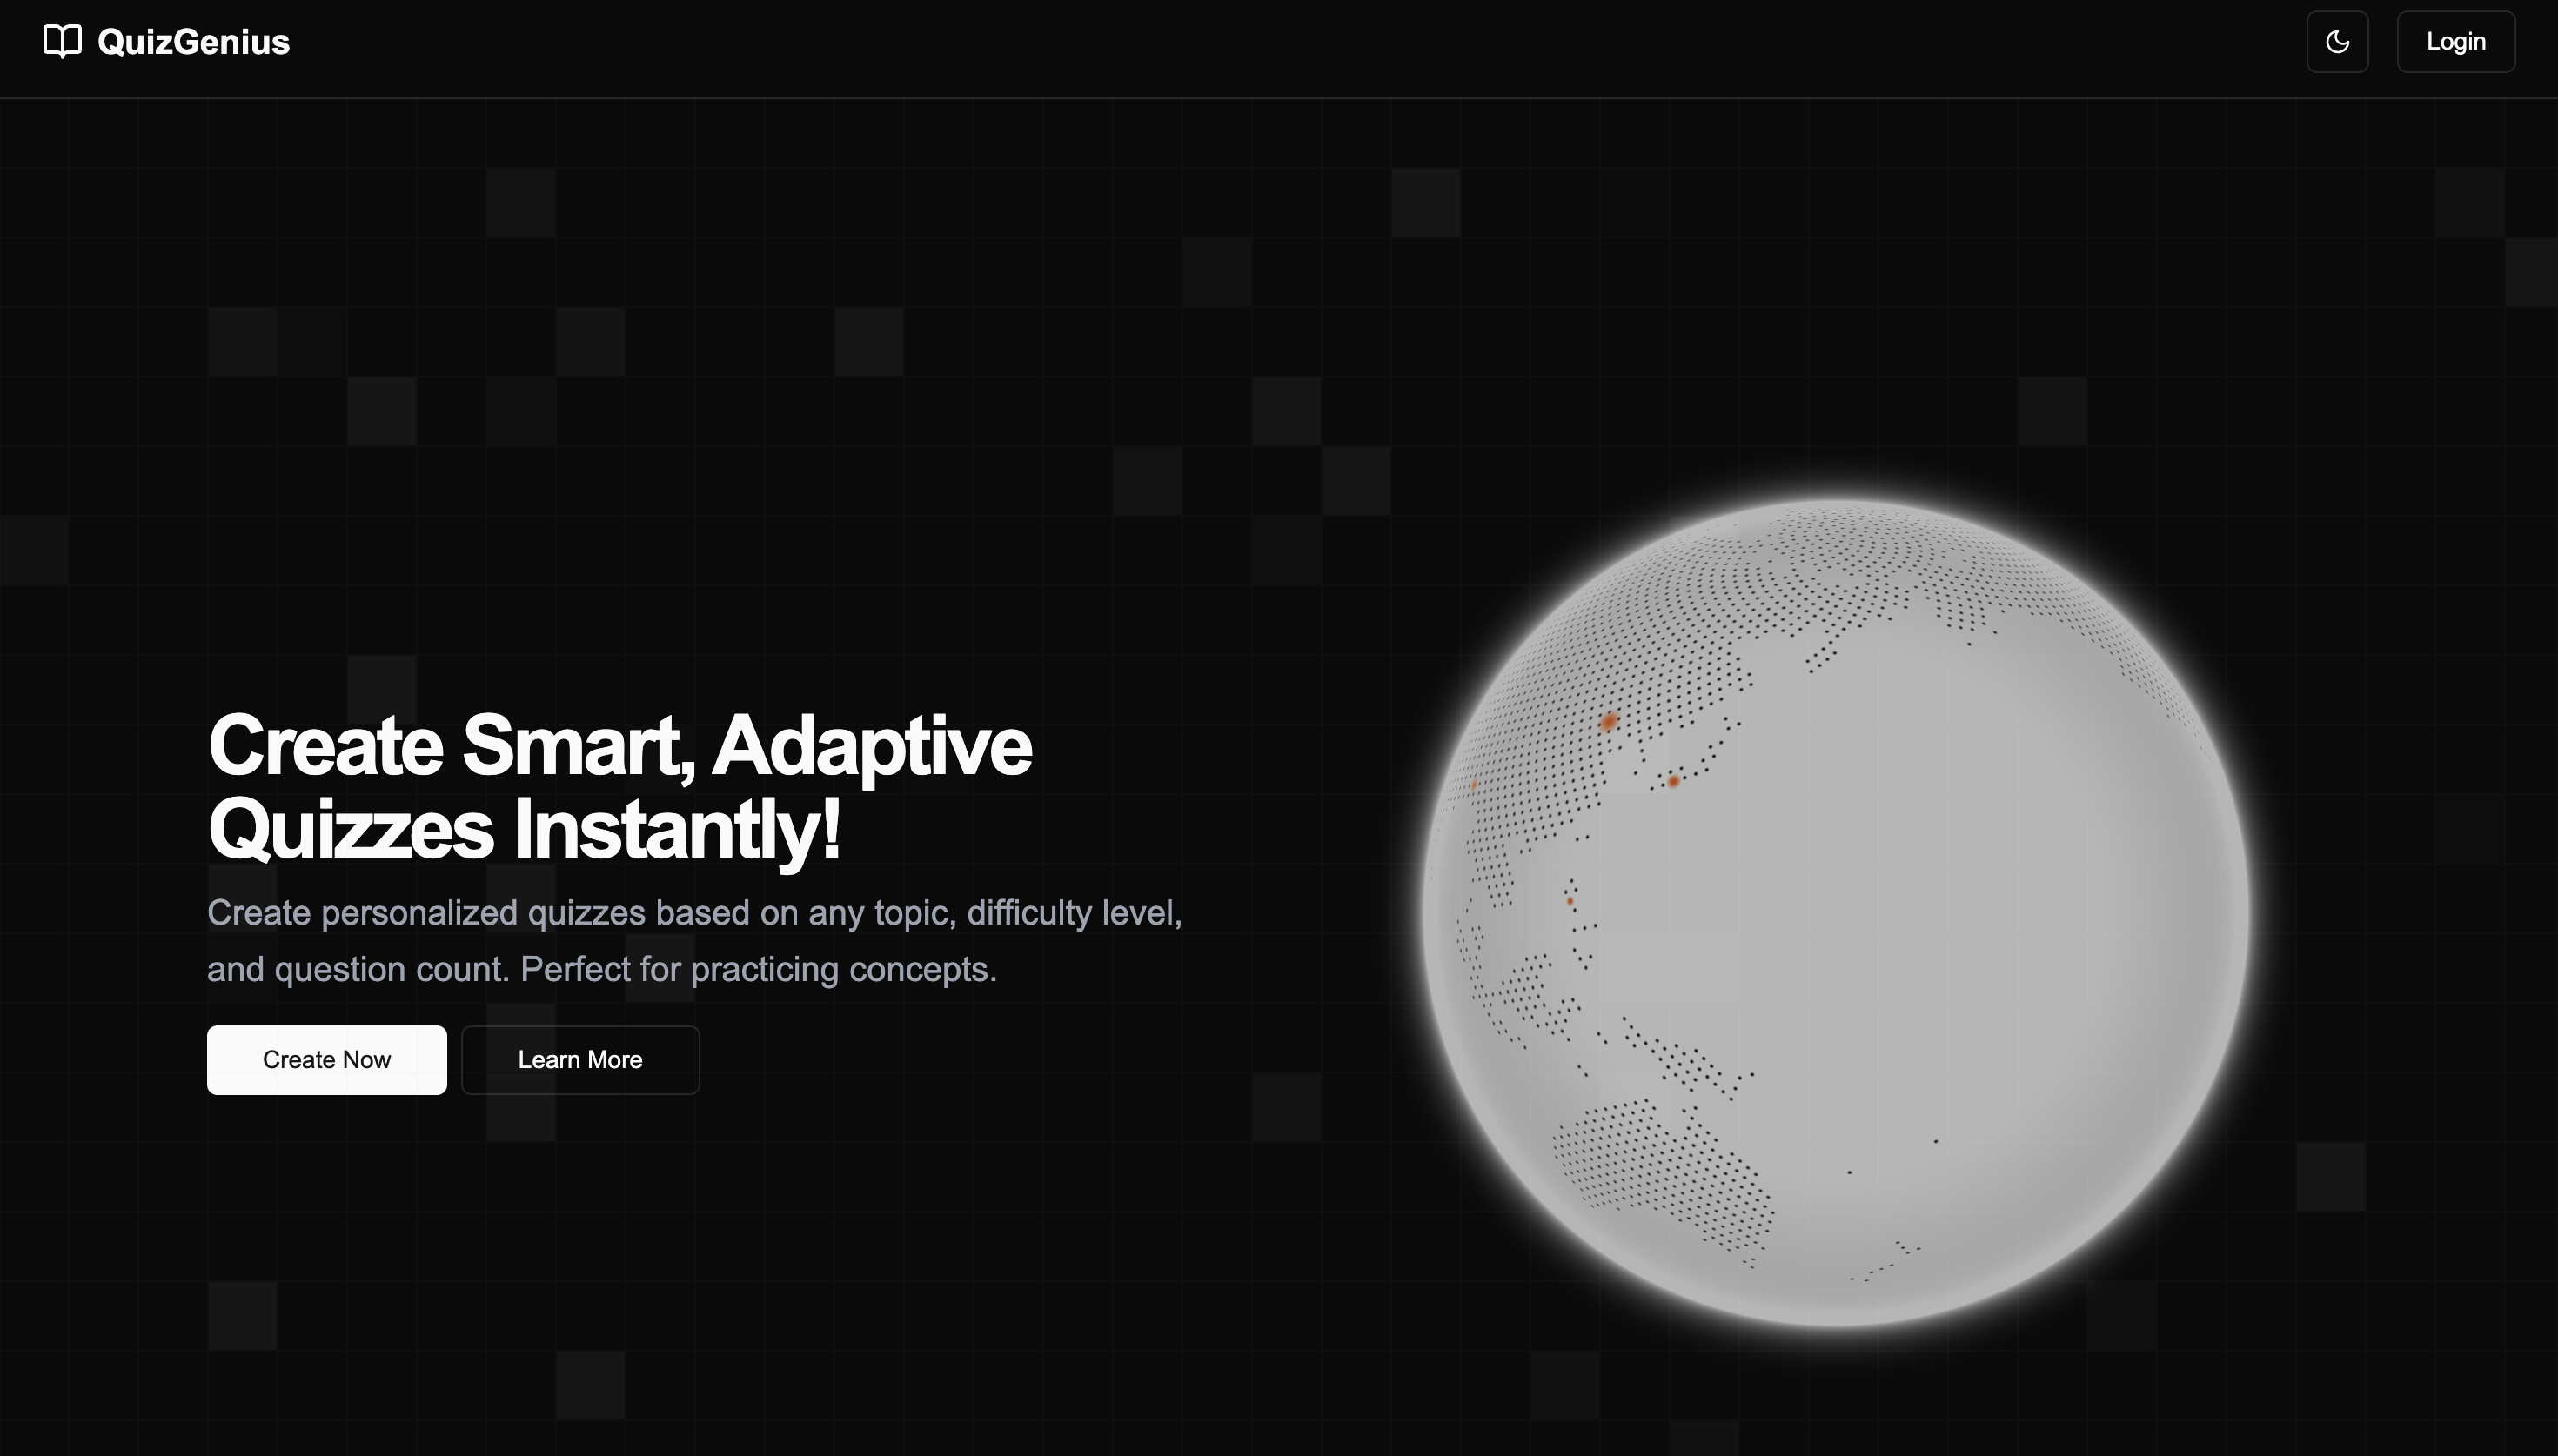 QuizGenius
Login
Create Smart, Adaptive
Quizzes Instantly!
Create personalized quizzes based on any topic, difficulty level,
and question count. Perfect for practicing concepts.
Create Now
Learn More